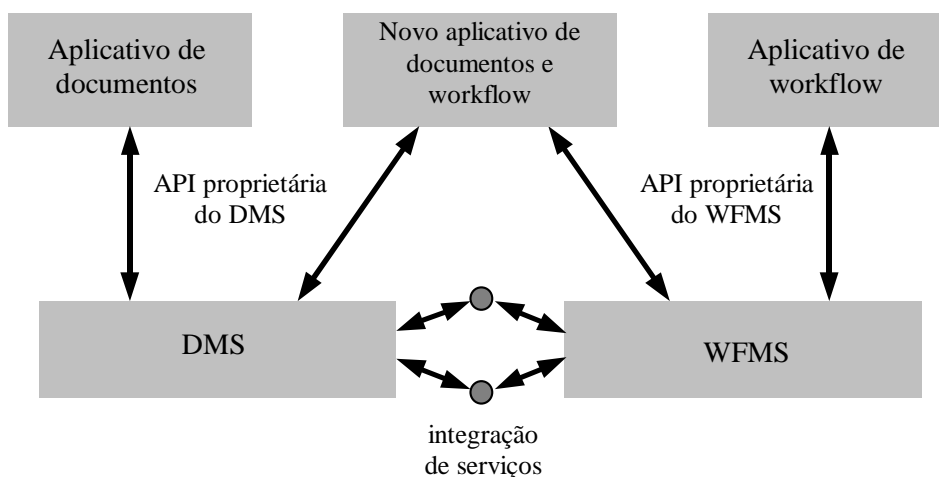 Aplicativo de
documentos
Novo aplicativo de
documentos e
workflow
Aplicativo de
workflow
API proprietária
do DMS
API proprietária
do WFMS
DMS
WFMS
integração
de serviços